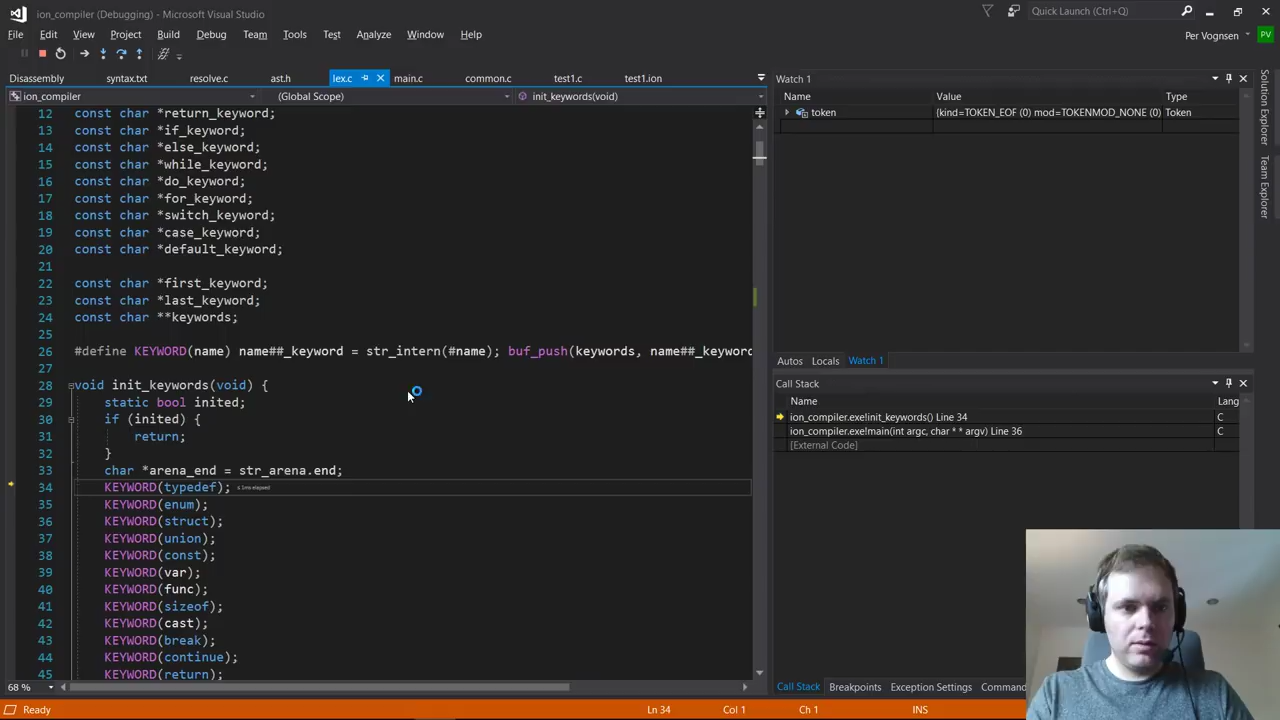 ion_compiler (Debugging) - Microsoft Visual Studio
Quick Launch (Ctrl+Q)
File Edit View Project Build Debug Team Tools Test Analyze Window Help
Per Vognsen PV
Disassembly syntax.txt resolve.c ast.h lex.c main.c common.c test1.c test1.ion
ion_compiler (Global Scope) init_keywords(void)
12 const char *return_keyword;
13 const char *if_keyword;
14 const char *else_keyword;
15 const char *while_keyword;
16 const char *do_keyword;
17 const char *for_keyword;
18 const char *switch_keyword;
19 const char *case_keyword;
20 const char *default_keyword;
21
22 const char *first_keyword;
23 const char *last_keyword;
24 const char **keywords;
25
26 #define KEYWORD(name) name##_keyword = str_intern(#name); buf_push(keywords, name##_keyword
27
28 void init_keywords(void) {
29 static bool inited;
30 if (inited) {
31 return;
32 }
33 char *arena_end = str_arena.end;
34 KEYWORD(typedef); ≤ 1ms elapsed
35 KEYWORD(enum);
36 KEYWORD(struct);
37 KEYWORD(union);
38 KEYWORD(const);
39 KEYWORD(var);
40 KEYWORD(func);
41 KEYWORD(sizeof);
42 KEYWORD(cast);
43 KEYWORD(break);
44 KEYWORD(continue);
45 KEYWORD(return);
68 %
Watch 1
Name Value Type
token {kind=TOKEN_EOF (0) mod=TOKENMOD_NONE (0) Token
Autos Locals Watch 1
Call Stack
Name Lang
ion_compiler.exe!init_keywords() Line 34 C
ion_compiler.exe!main(int argc, char * * argv) Line 36 C
[External Code]
Call Stack Breakpoints Exception Settings Comman
Solution Explorer
Team Explorer
Ready Ln 34 Col 1 Ch 1 INS